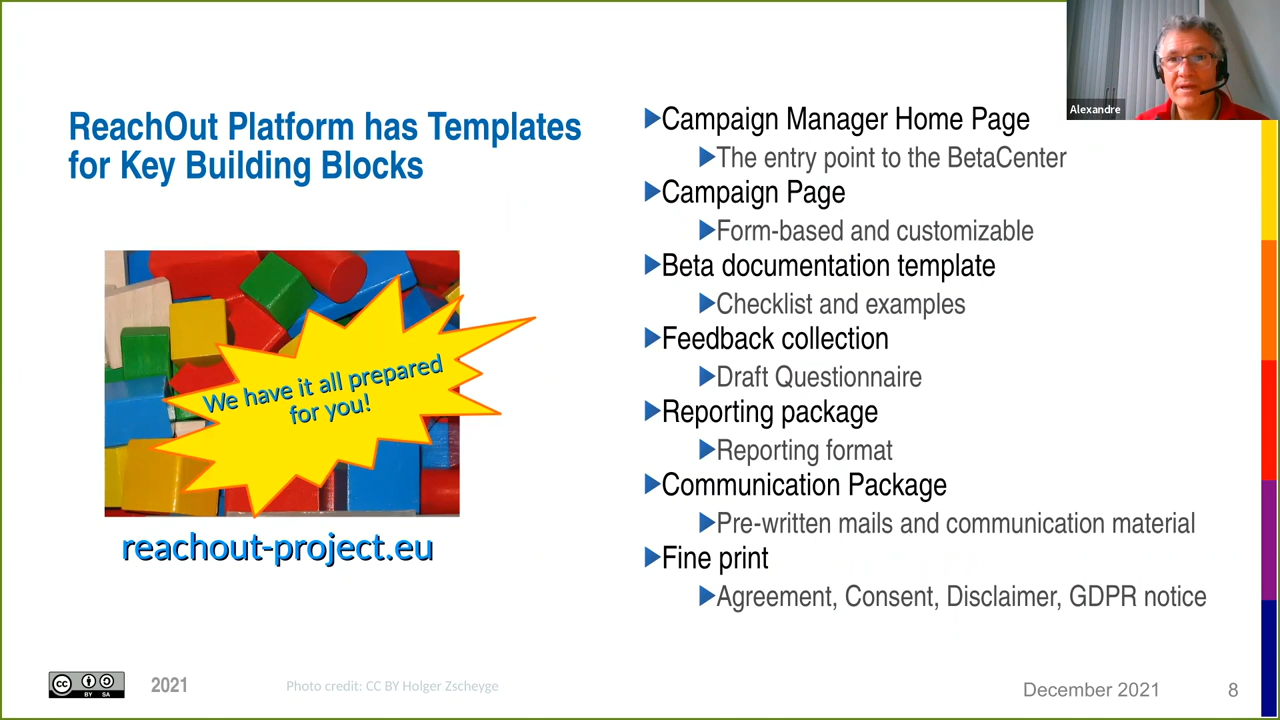 Alexandre
ReachOut Platform has Templates
for Key Building Blocks
We have it all prepared
for you!
reachout-project.eu
▶Campaign Manager Home Page
▶The entry point to the BetaCenter
▶Campaign Page
▶Form-based and customizable
▶Beta documentation template
▶Checklist and examples
▶Feedback collection
▶Draft Questionnaire
▶Reporting package
▶Reporting format
▶Communication Package
▶Pre-written mails and communication material
▶Fine print
▶Agreement, Consent, Disclaimer, GDPR notice
cc BY SA
2021
Photo credit: CC BY Holger Zscheyge
December 2021
8